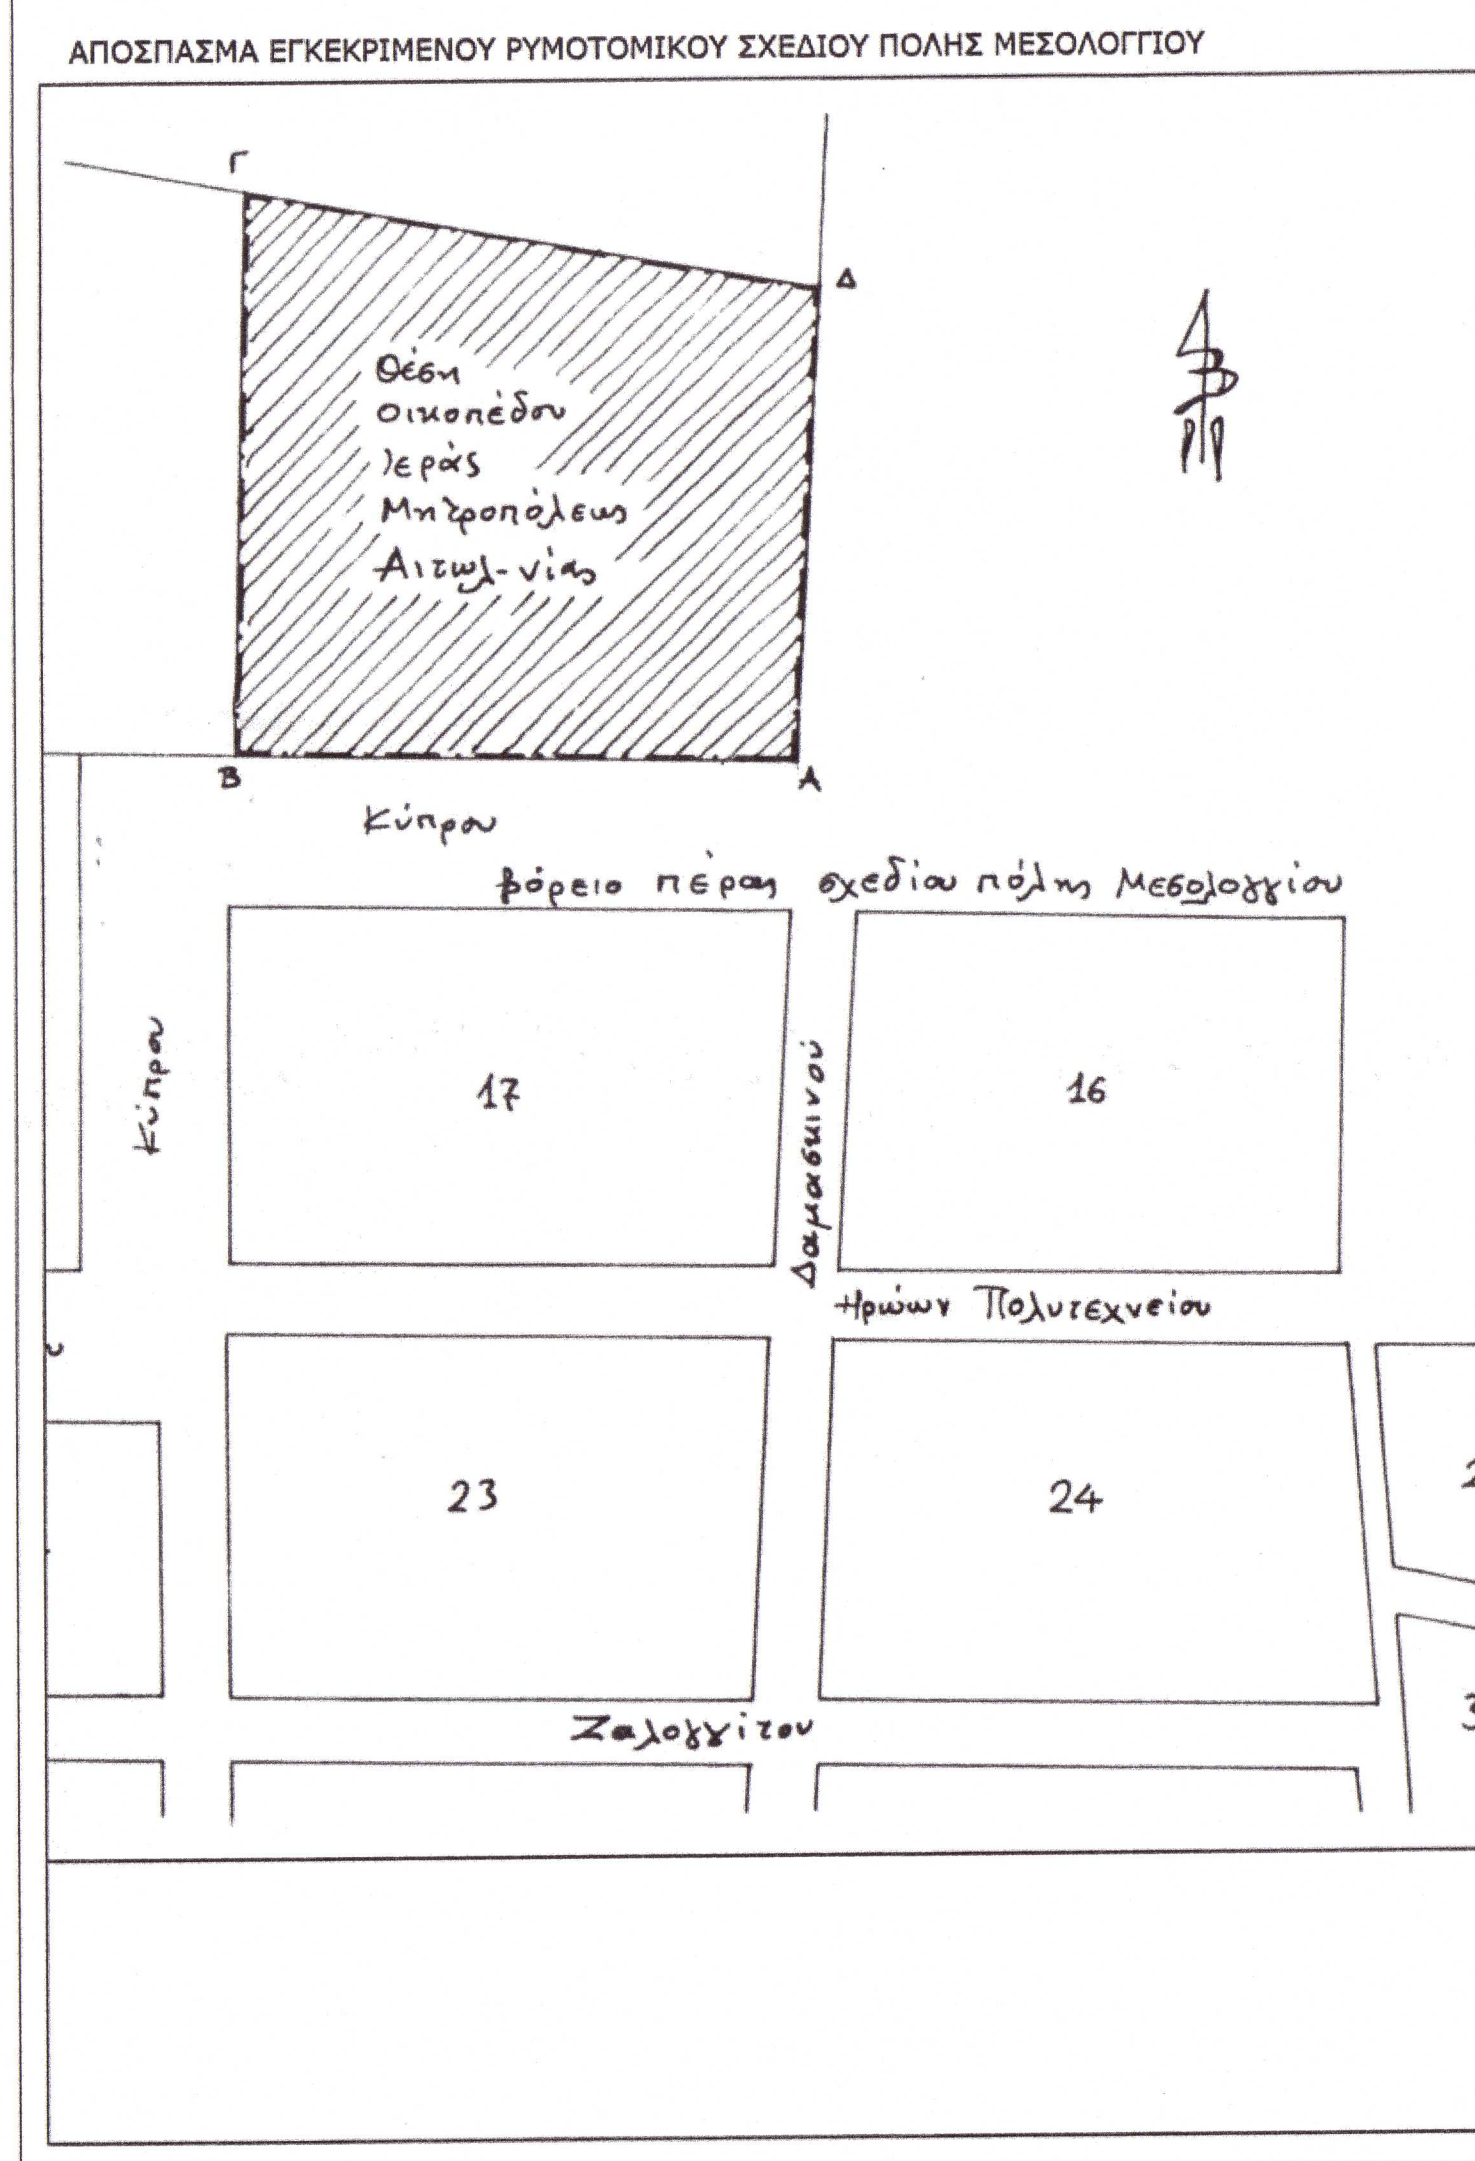 ΑΠΟΣΠΑΣΜΑ ΕΓΚΕΚΡΙΜΕΝΟΥ ΡΥΜΟΤΟΜΙΚΟΥ ΣΧΕΔΙΟΥ ΠΟΛΗΣ ΜΕΣΟΛΟΓΓΙΟΥ
Γ
Δ
Θέση
οικοπέδου
Ιεράς
Μητροπόλεως
Αιτωλ-νίας
Β
Α
Κύπρου
βόρειο πέρας σχεδίου πόλης Μεσολογγίου
Κύπρου
17
Δαμασκινού
16
Ηρώων Πολυτεχνείου
23
24
Ζαλογγίτου